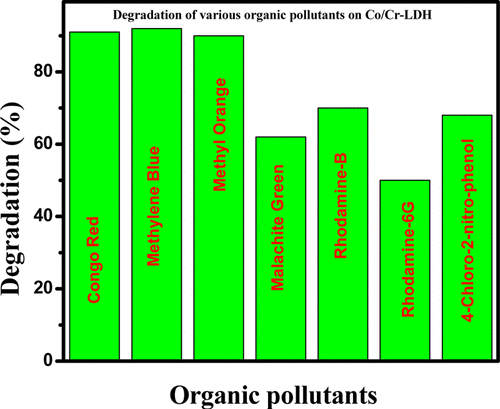 Degradation of various organic pollutants on Co/Cr-LDH
Degradation (%)
80
60
40
20
0
Congo Red
Methylene Blue
Methyl Orange
Malachite Green
Rhodamine-B
Rhodamine-6G
4-Chloro-2-nitro-phenol
Organic pollutants